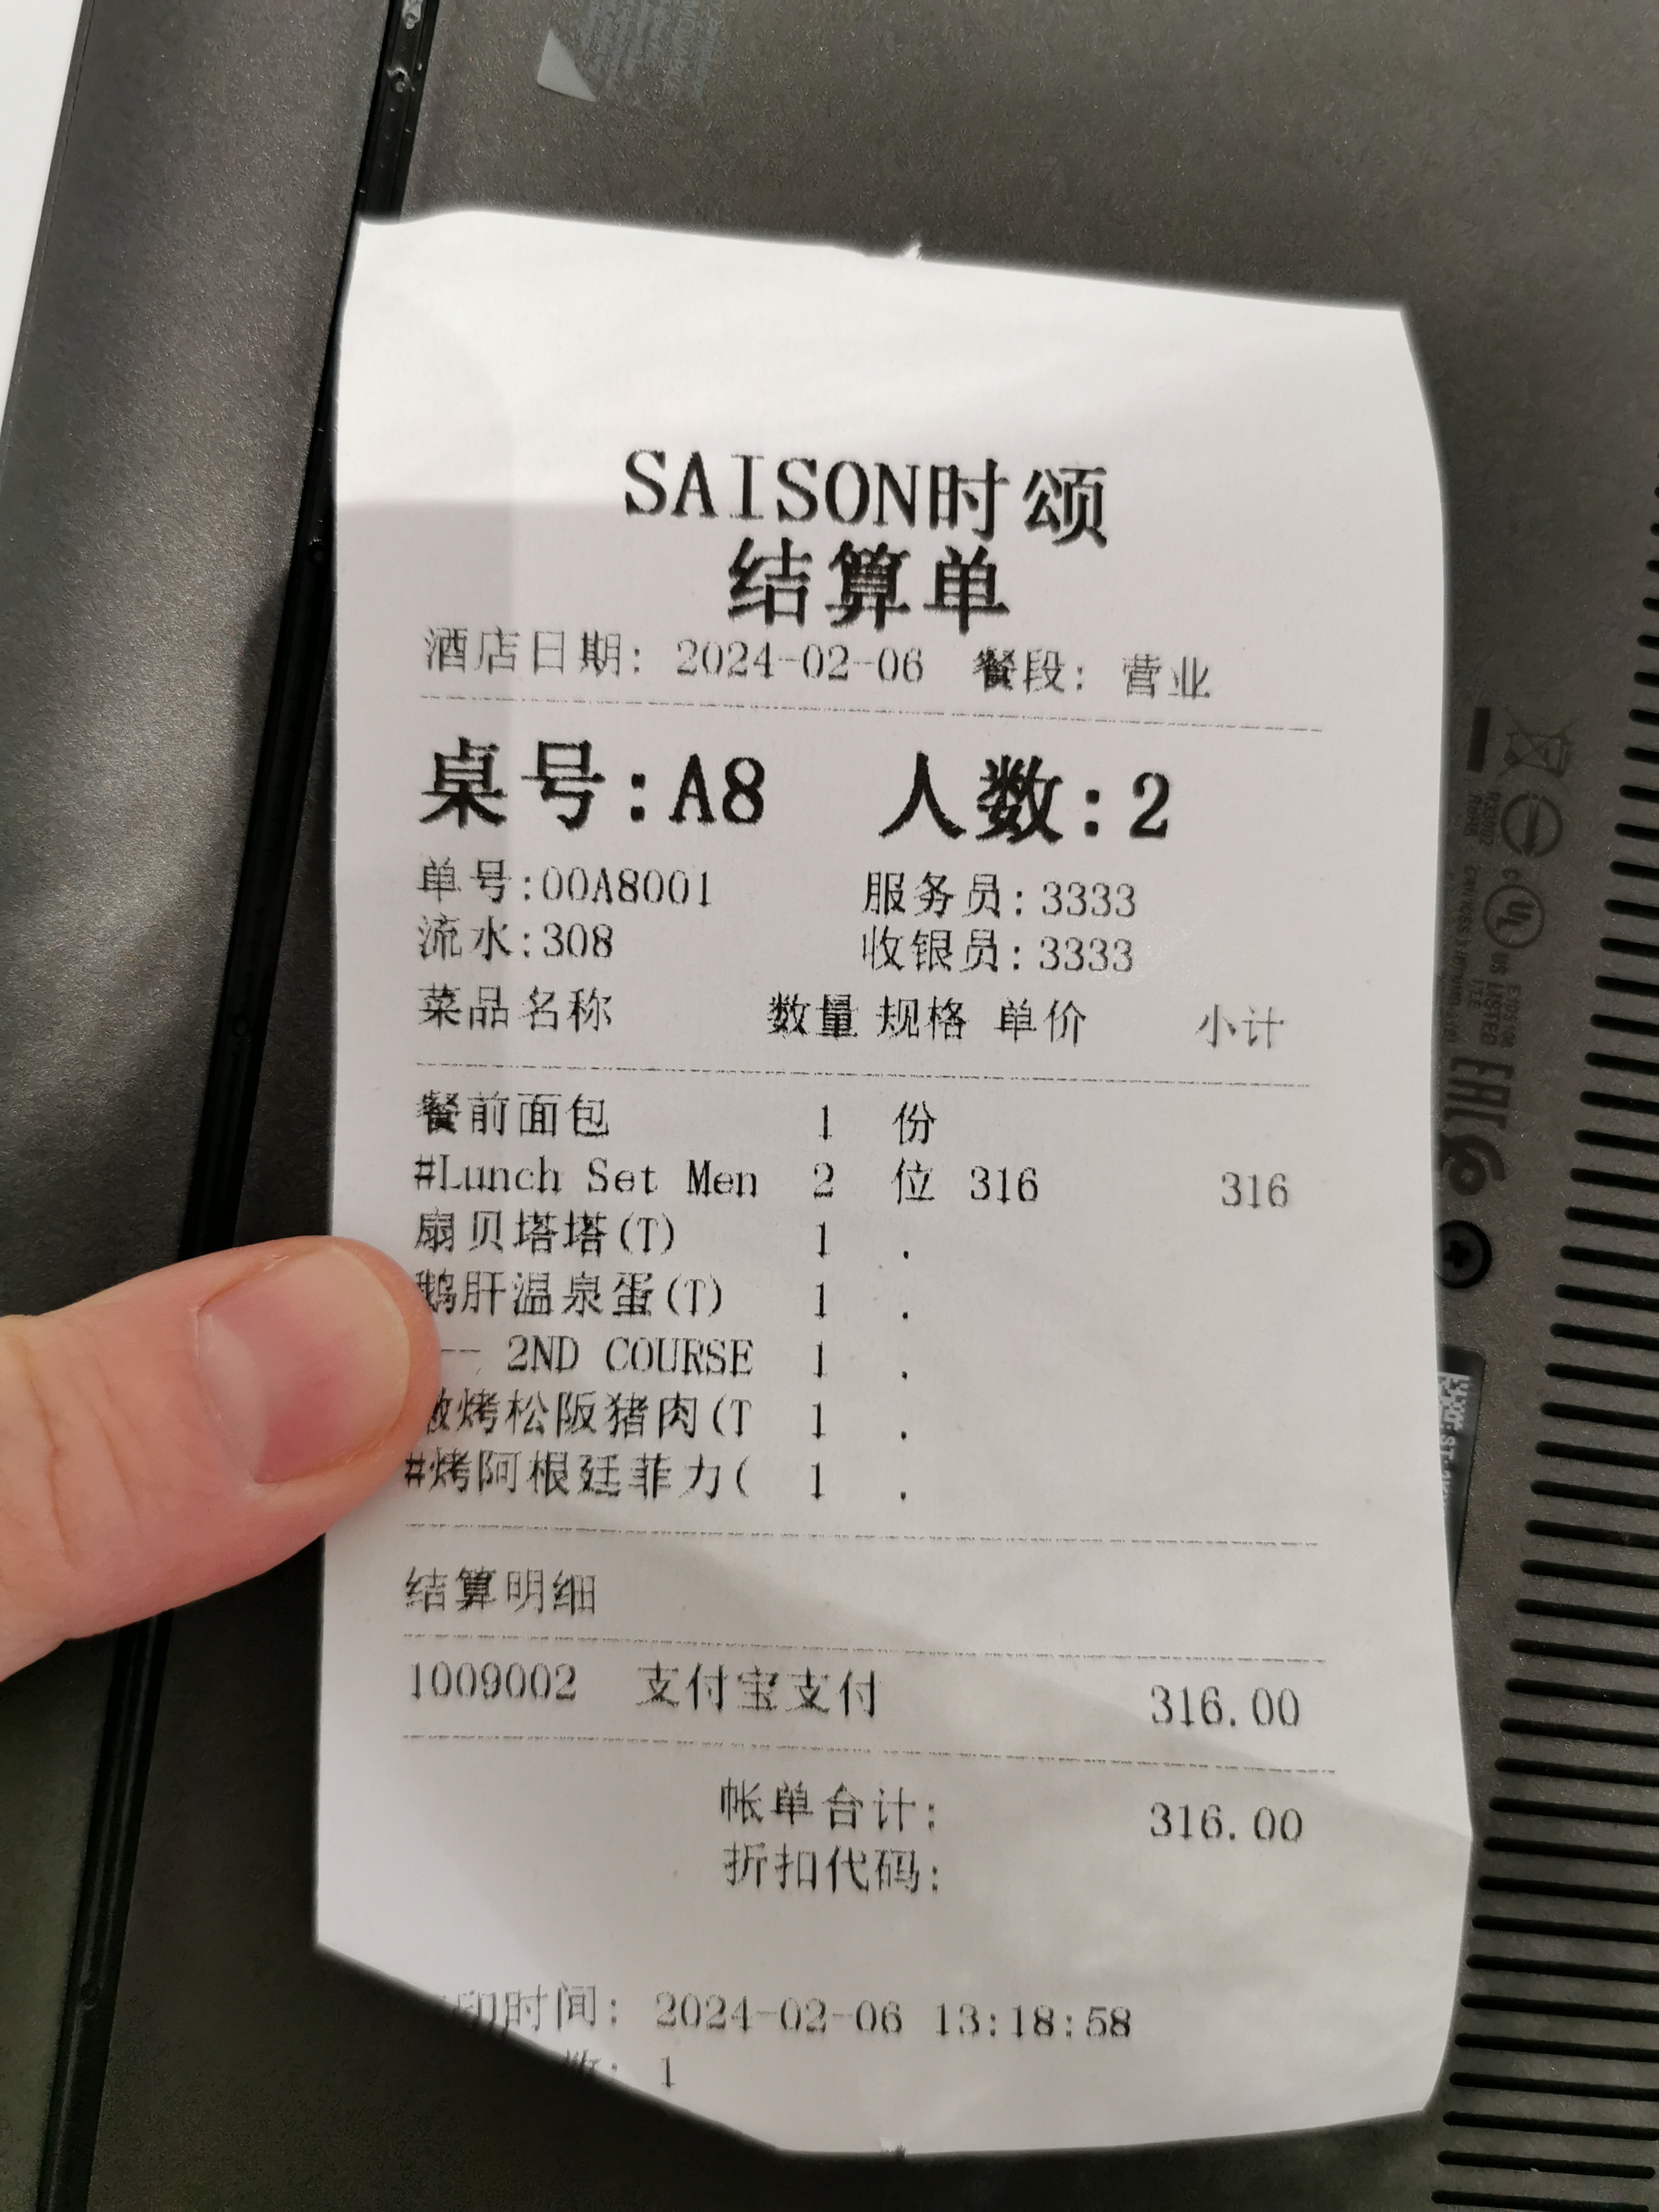 SAISON时颂
结算单
酒店日期: 2024-02-06 餐段: 营业
桌号:A8 人数:2
单号:00A8001 服务员:3333
流水:308 收银员:3333
菜品名称 数量 规格 单价 小计
餐前面包 1 份
#Lunch Set Men 2 位 316 316
扇贝塔塔(T) 1 .
鹅肝温泉蛋(T) 1 .
-- 2ND COURSE 1 .
烤松阪猪肉(T 1 .
#烤阿根廷菲力( 1 .
结算明细
1009002 支付宝支付 316.00
帐单合计: 316.00
折扣代码:
印时间: 2024-02-06 13:18:58
数: 1
EAC
c UL US LISTED